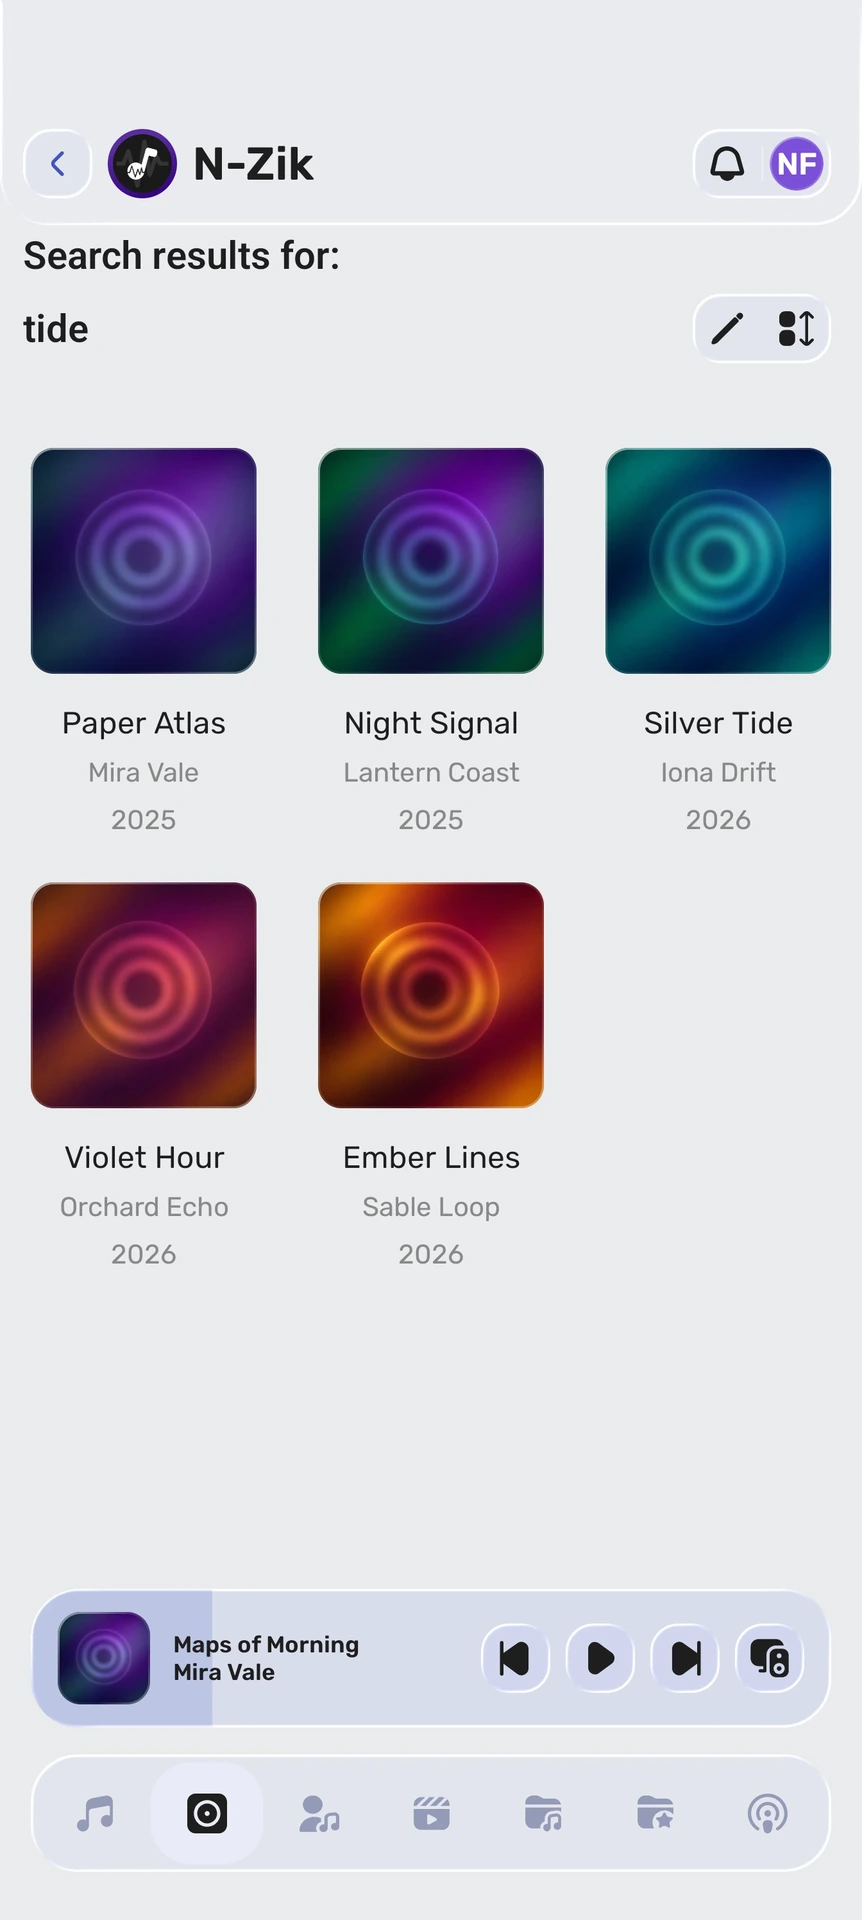 N-Zik
NF
Search results for:
tide
Paper Atlas
Mira Vale
2025
Night Signal
Lantern Coast
2025
Silver Tide
Iona Drift
2026
Violet Hour
Orchard Echo
2026
Ember Lines
Sable Loop
2026
Maps of Morning
Mira Vale